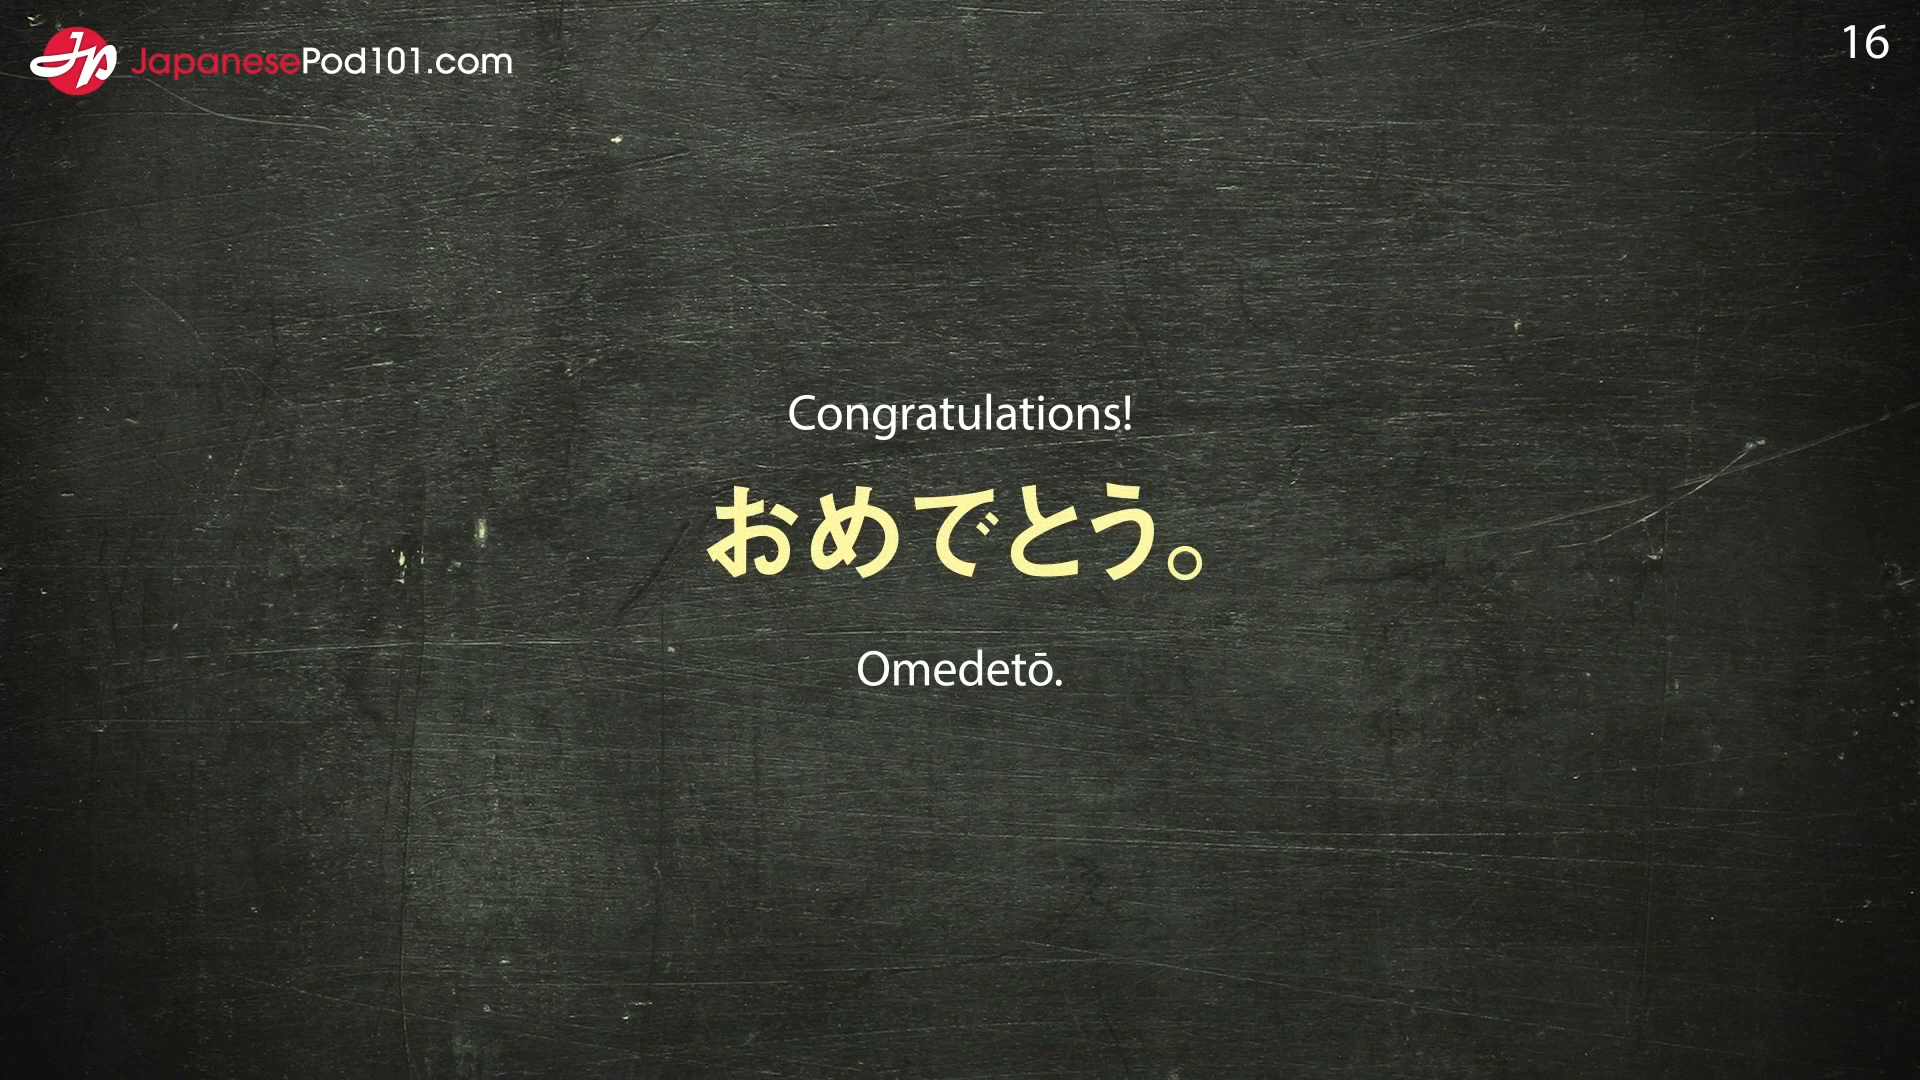 JapanesePod101.com
16
Congratulations!
おめでとう。
Omedetō.